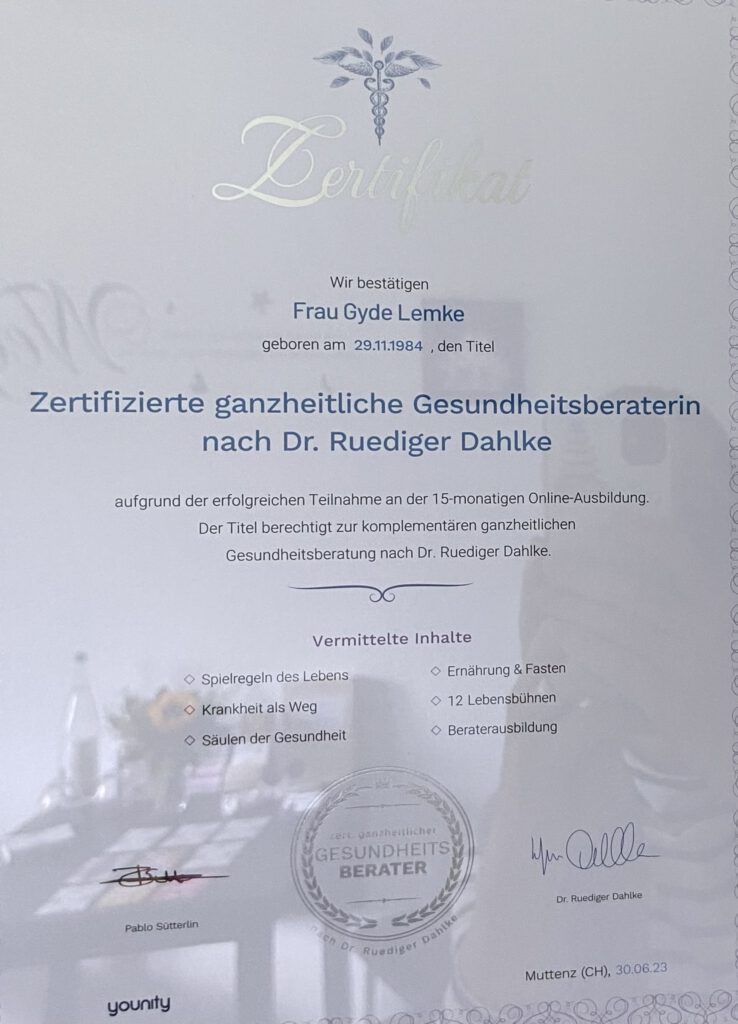 Zertifikat
Wir bestätigen
Frau Gyde Lemke
geboren am 29.11.1984 , den Titel
Zertifizierte ganzheitliche Gesundheitsberaterin
nach Dr. Ruediger Dahlke
aufgrund der erfolgreichen Teilnahme an der 15-monatigen Online-Ausbildung.
Der Titel berechtigt zur komplementären ganzheitlichen
Gesundheitsberatung nach Dr. Ruediger Dahlke.
Vermittelte Inhalte
Spielregeln des Lebens
Krankheit als Weg
Säulen der Gesundheit
Ernährung & Fasten
12 Lebensbühnen
Beraterausbildung
zert. ganzheitlicher
GESUNDHEITS
BERATER
nach Dr. Ruediger Dahlke
Pablo Sütterlin
Dr. Ruediger Dahlke
Muttenz (CH), 30.06.23
younity